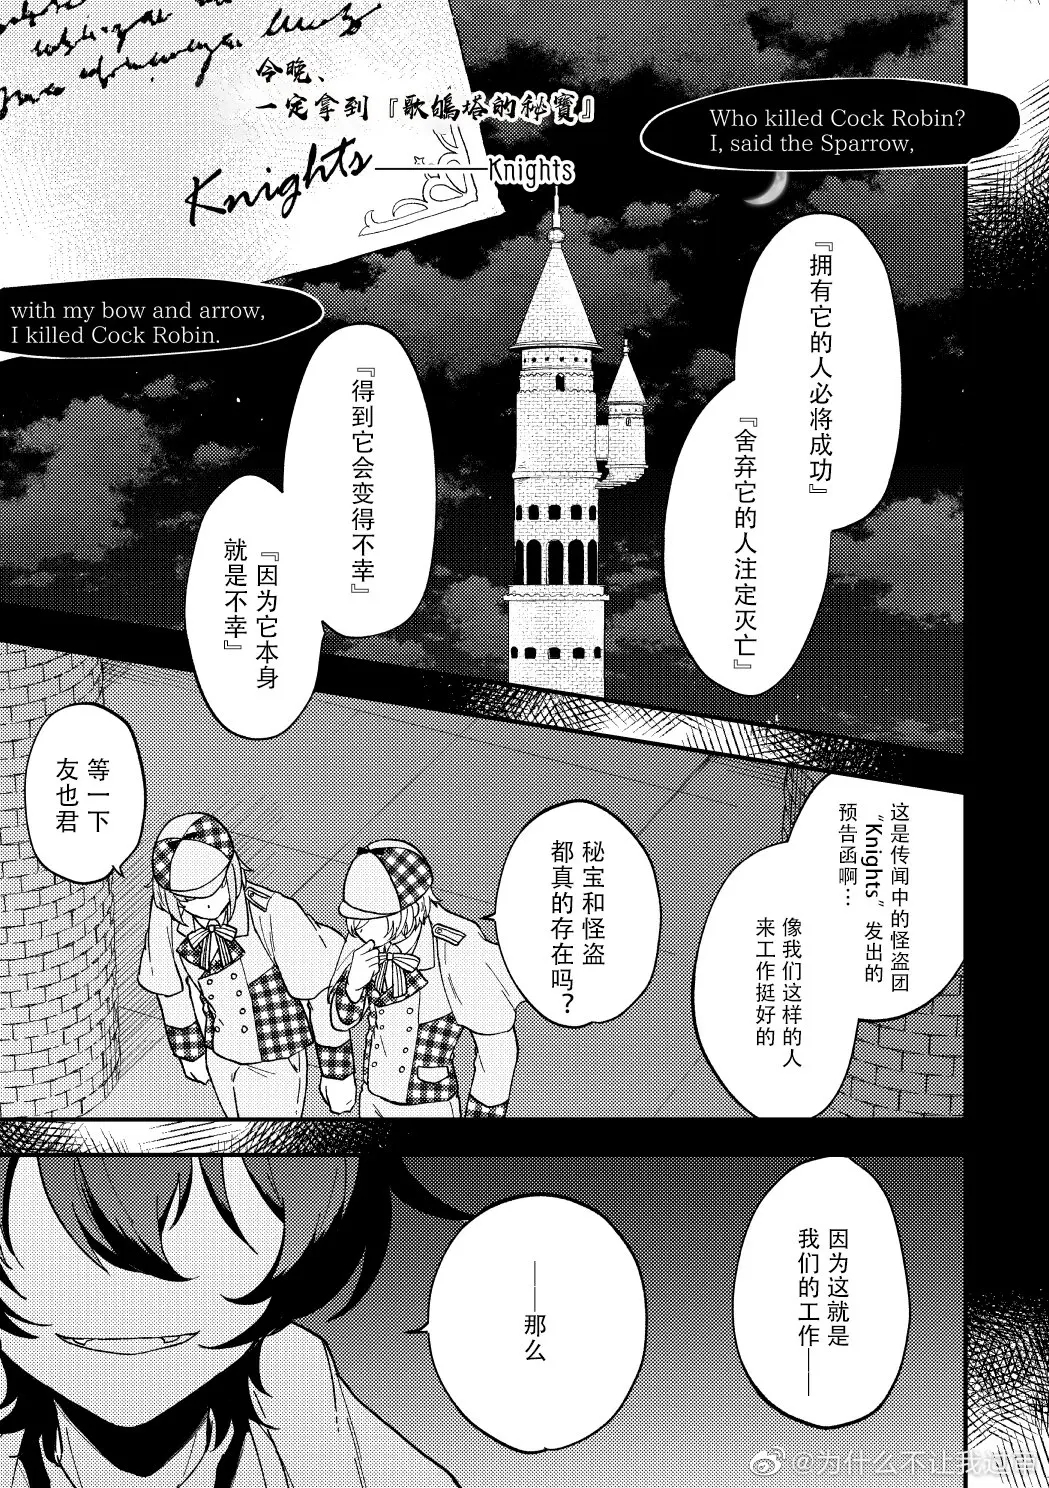 今晚、
一定拿到『歌鴝塔的秘寶』
Knights
——Knights
Who killed Cock Robin?
I, said the Sparrow,
with my bow and arrow,
I killed Cock Robin.
『拥有它的人必将成功』
『舍弃它的人注定灭亡』
『得到它会变得不幸』
『因为它本身
就是不幸』
这是传闻中的怪盗团
“Knights”发出的
预告函啊…
像我们这样的人
来工作挺好的
秘宝和怪盗
都真的存在吗？
等一下
友也君
因为这就是
我们的工作——
——那么
@为什么不让我这